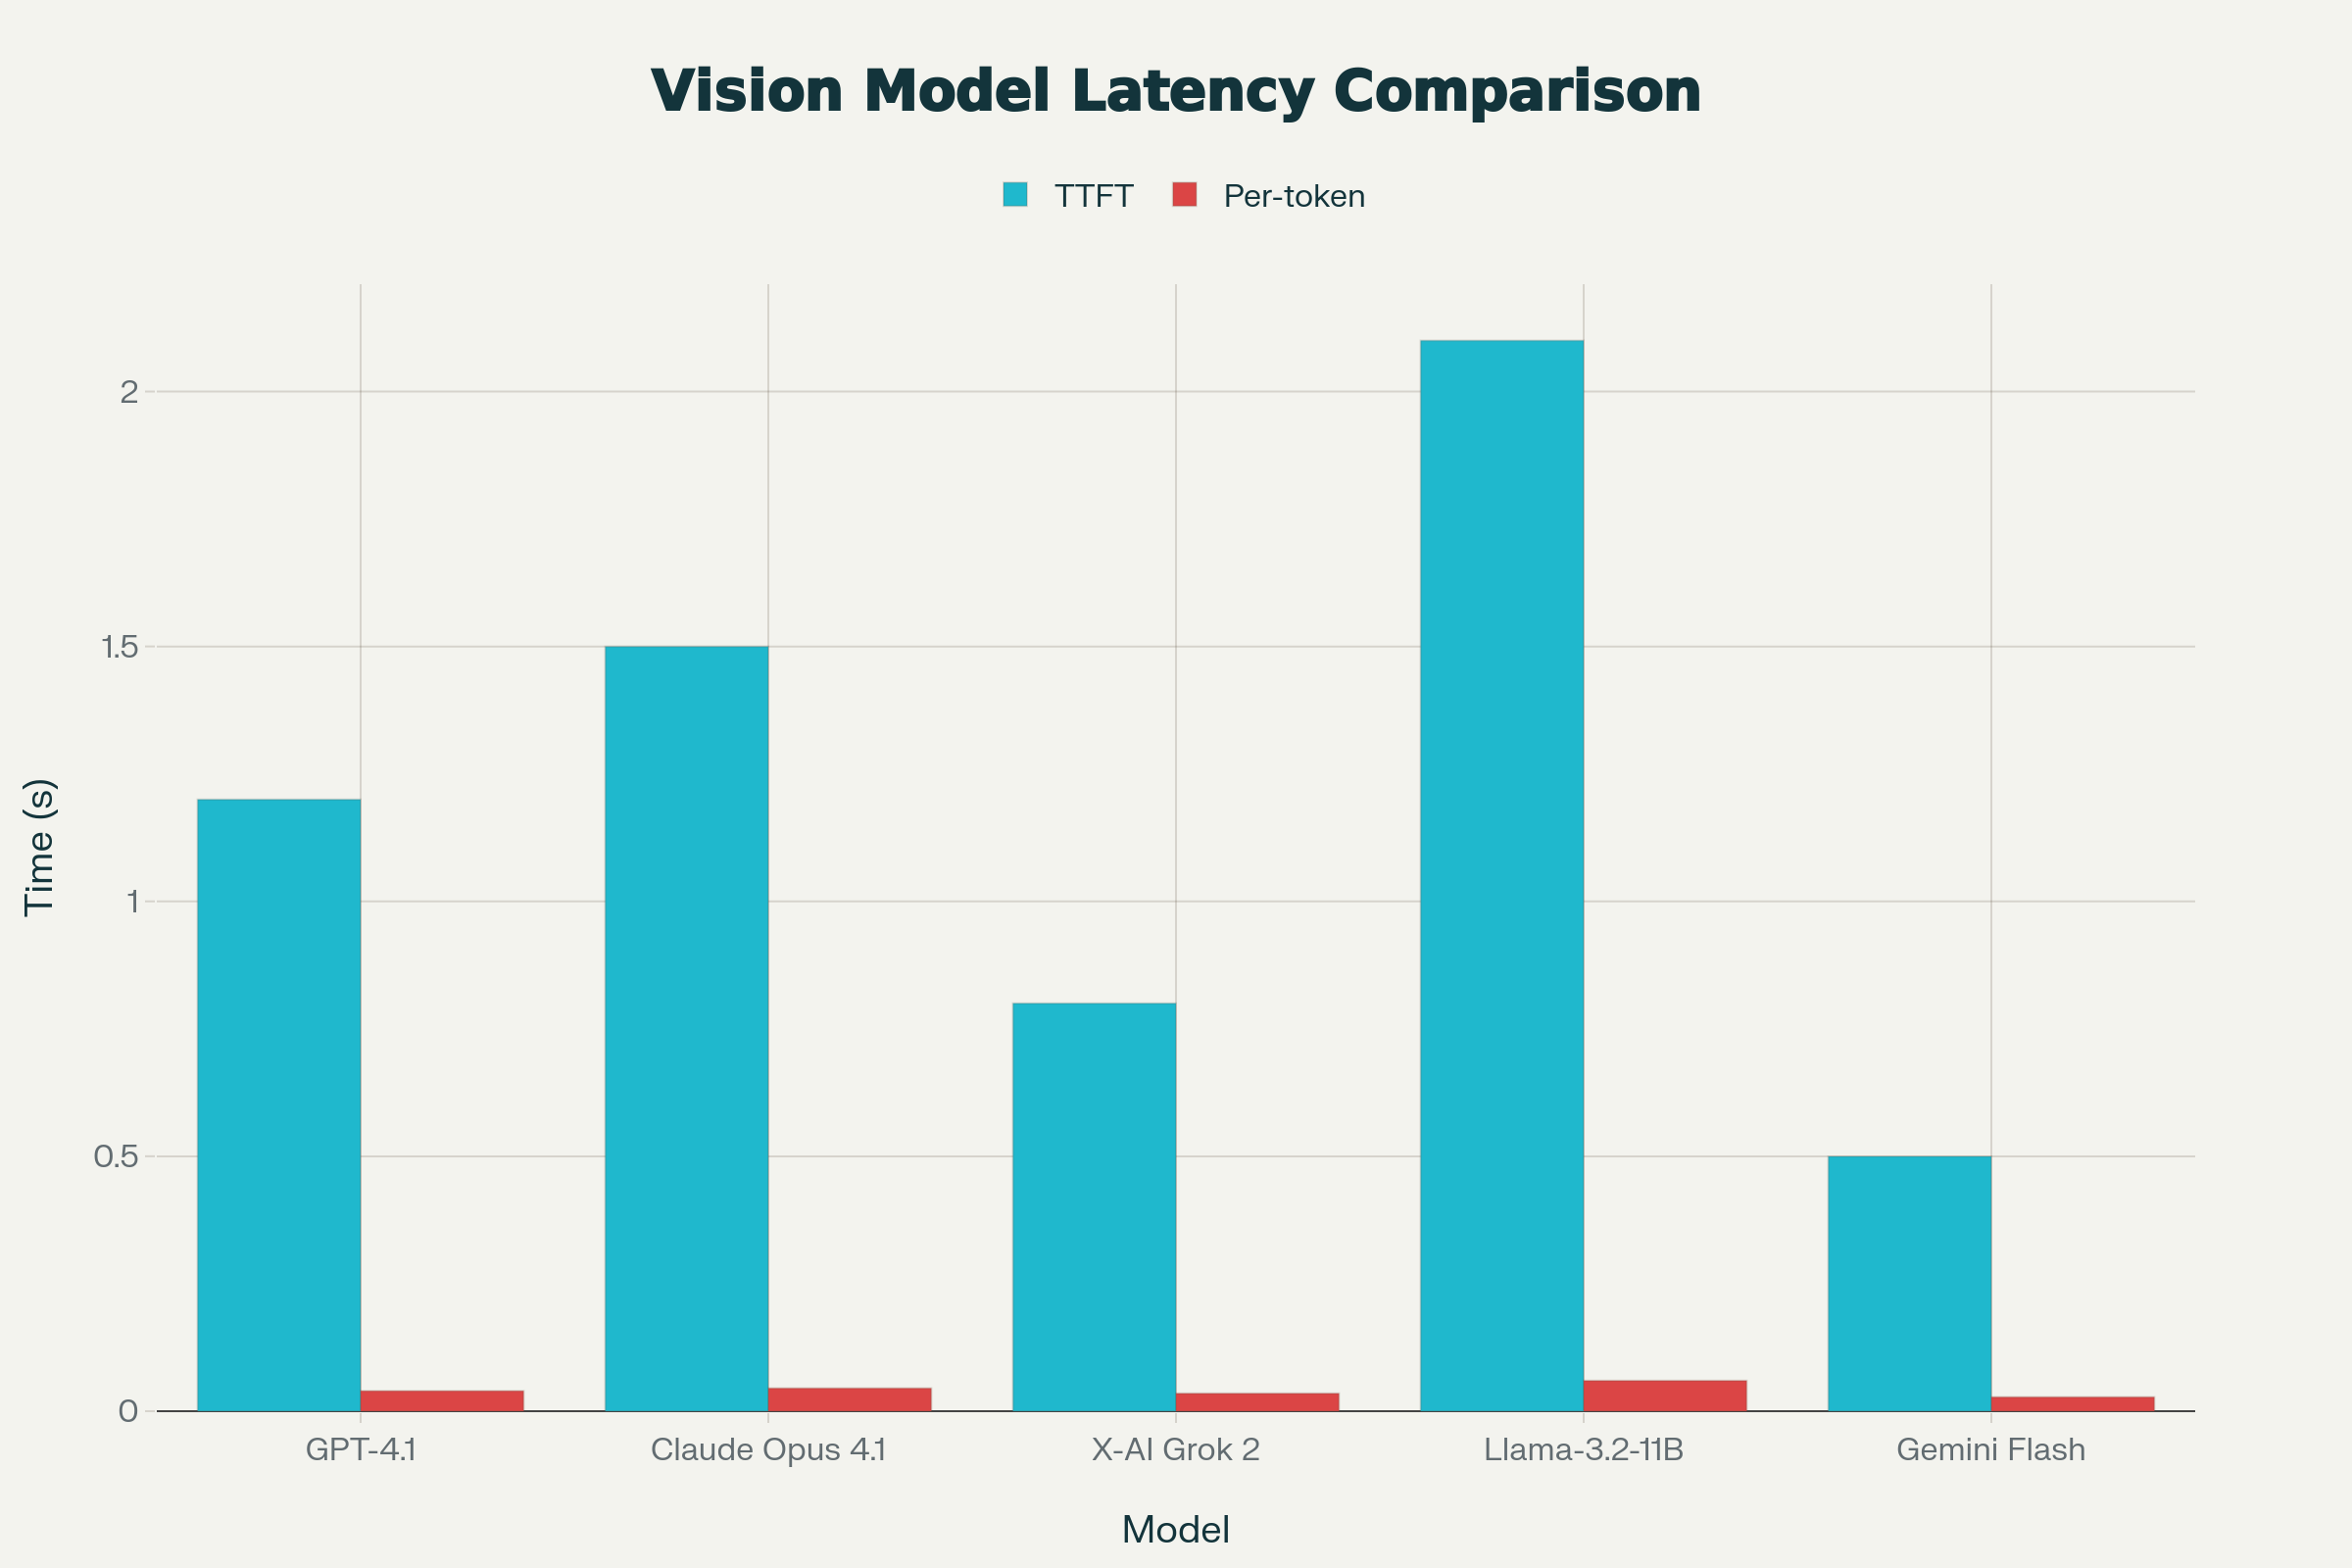 Vision Model Latency Comparison
TTFT Per-token
2
1.5
1
0.5
0
Time (s)
GPT-4.1 Claude Opus 4.1 X-AI Grok 2 Llama-3.2-11B Gemini Flash
Model